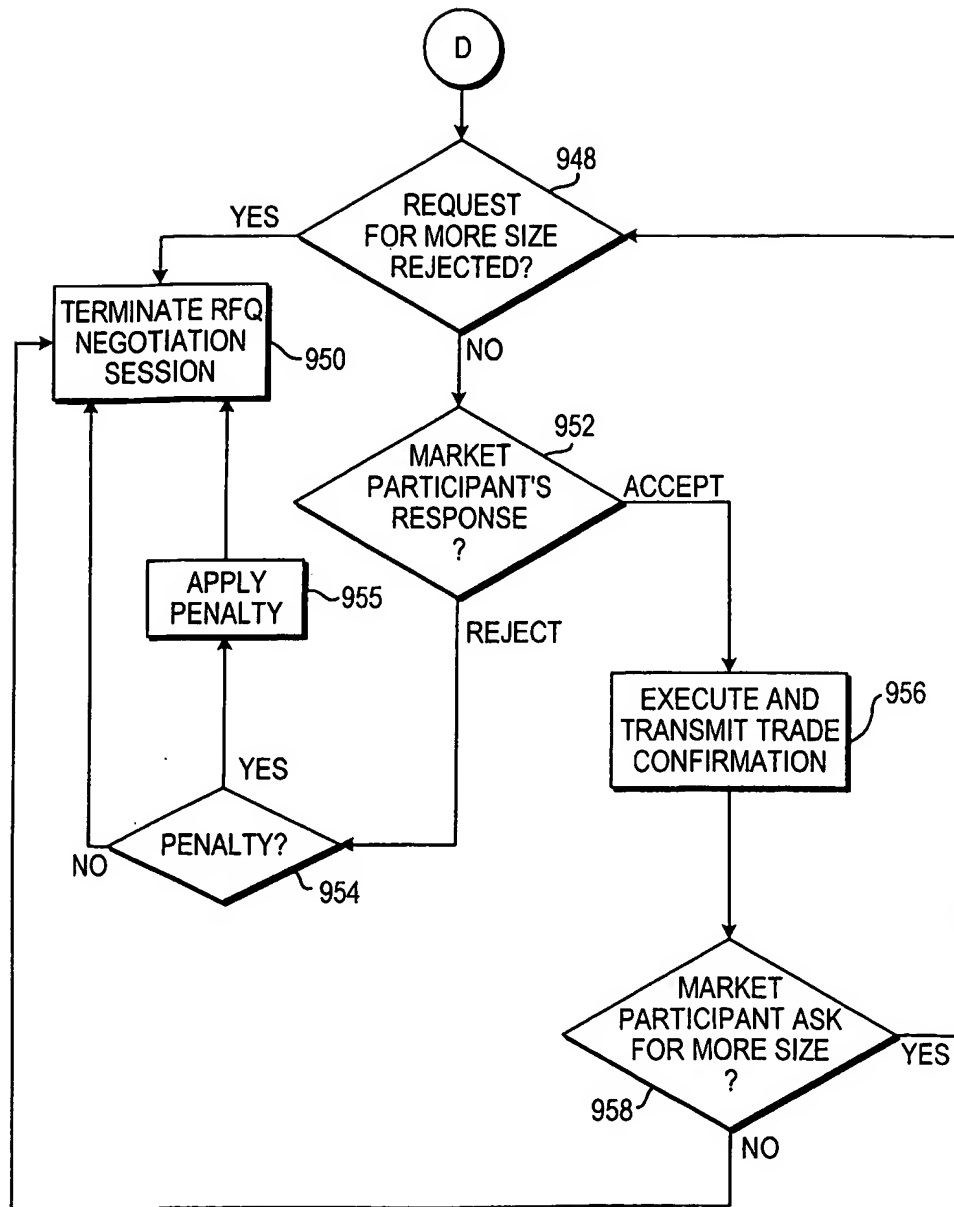 D
948
REQUEST
FOR MORE SIZE
REJECTED?
YES
TERMINATE RFQ
NEGOTIATION
SESSION
950
NO
952
MARKET
PARTICIPANT'S
RESPONSE
?
ACCEPT
APPLY
PENALTY
955
REJECT
EXECUTE AND
TRANSMIT TRADE
CONFIRMATION
956
YES
PENALTY?
NO
954
MARKET
PARTICIPANT ASK
FOR MORE SIZE
?
YES
958
NO